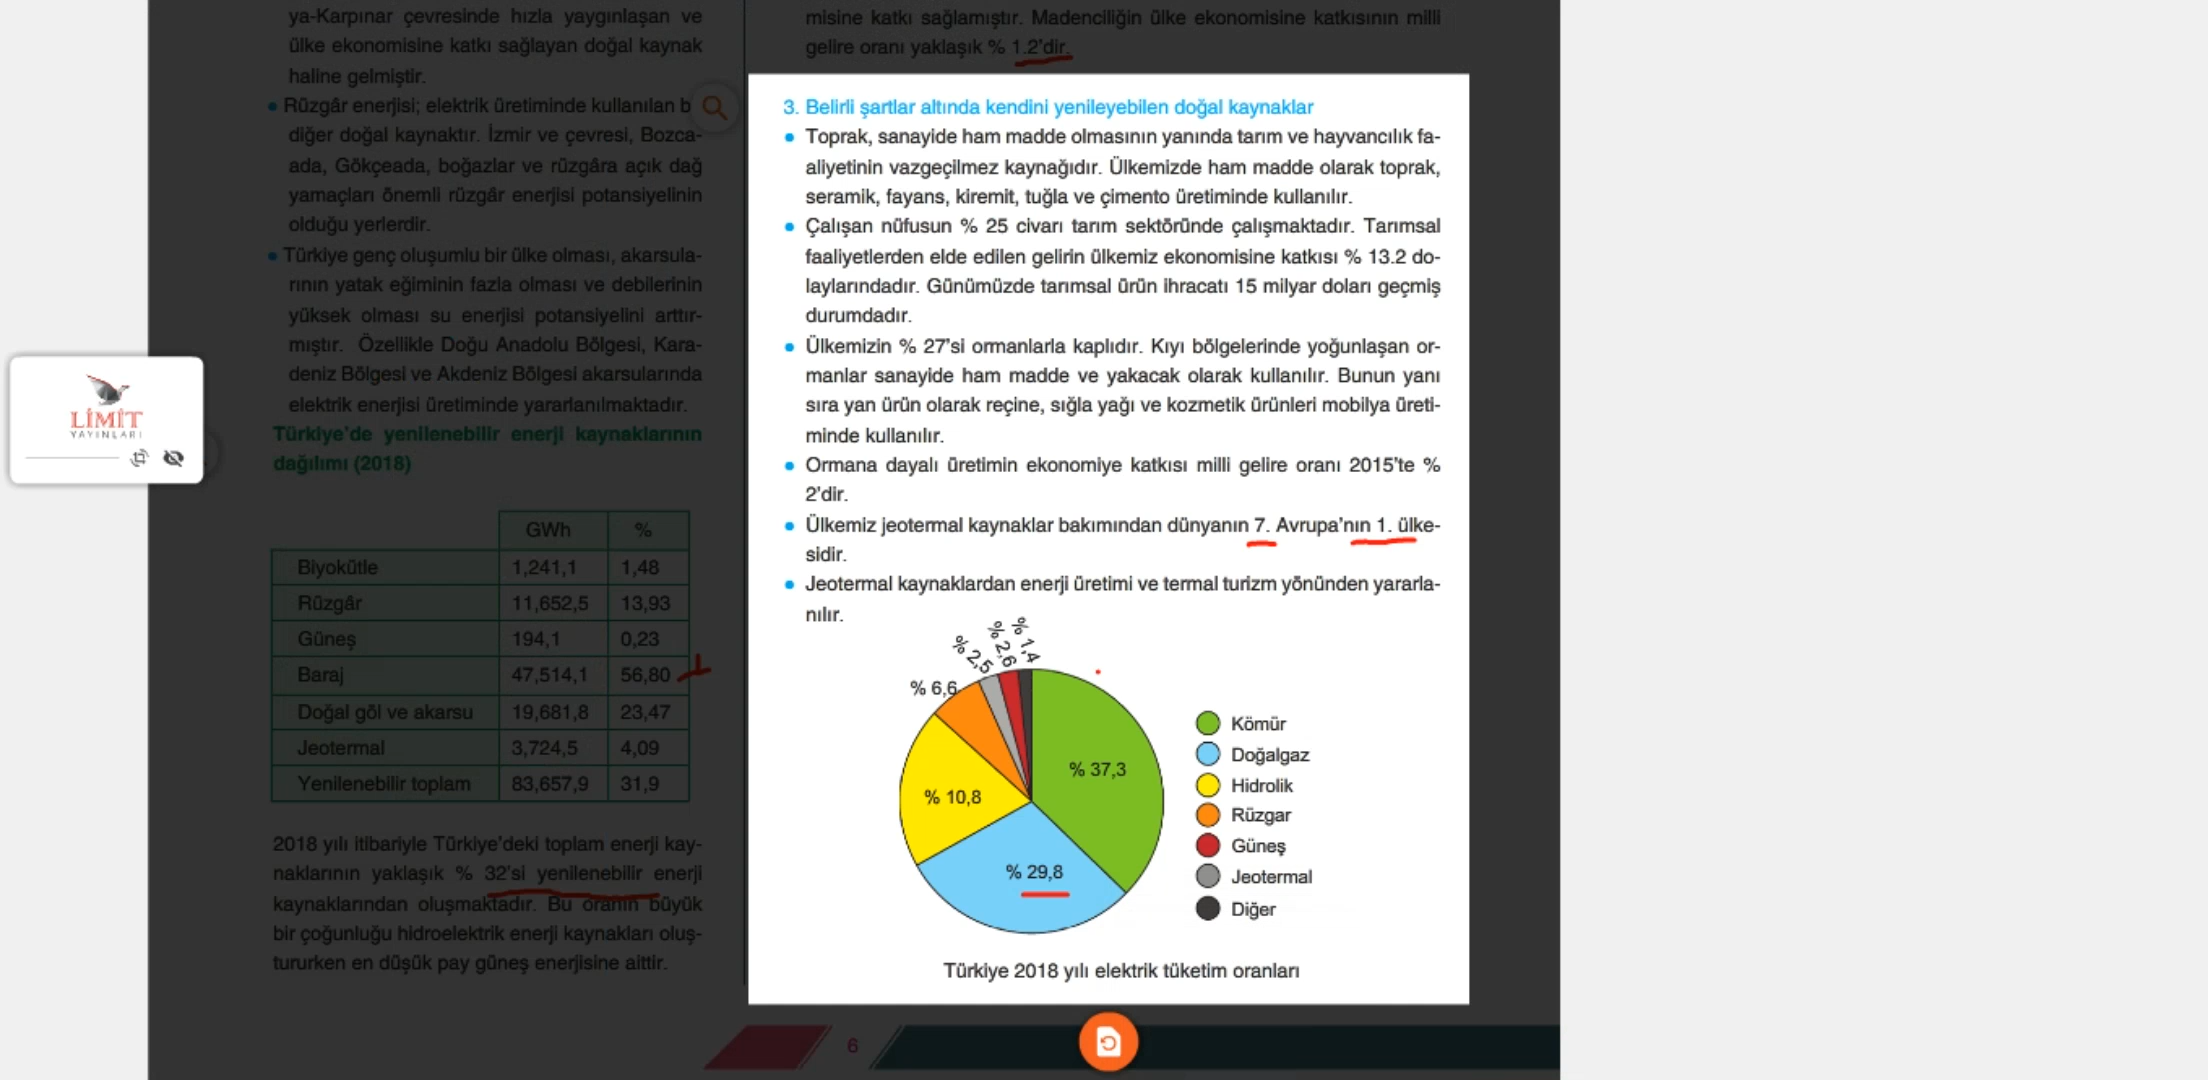 ya-Karpınar çevresinde hızla yaygınlaşan ve
ülke ekonomisine katkı sağlayan doğal kaynak
haline gelmiştir.
• Rüzgâr enerjisi; elektrik üretiminde kullanılan b
diğer doğal kaynaktır. İzmir ve çevresi, Bozca-
ada, Gökçeada, boğazlar ve rüzgâra açık dağ
yamaçları önemli rüzgâr enerjisi potansiyelinin
olduğu yerlerdir.
• Türkiye genç oluşumlu bir ülke olması, akarsula-
rının yatak eğiminin fazla olması ve debilerinin
yüksek olması su enerjisi potansiyelini arttır-
mıştır. Özellikle Doğu Anadolu Bölgesi, Kara-
deniz Bölgesi ve Akdeniz Bölgesi akarsularında
elektrik enerjisi üretiminde yararlanılmaktadır.
Türkiye'de yenilenebilir enerji kaynaklarının
dağılımı (2018)
GWh %
Biyokütle 1,241,1 1,48
Rüzgâr 11,652,5 13,93
Güneş 194,1 0,23
Baraj 47,514,1 56,80
Doğal göl ve akarsu 19,681,8 23,47
Jeotermal 3,724,5 4,09
Yenilenebilir toplam 83,657,9 31,9
2018 yılı itibariyle Türkiye'deki toplam enerji kay-
naklarının yaklaşık % 32'si yenilenebilir enerji
kaynaklarından oluşmaktadır. Bu oranın büyük
bir çoğunluğu hidroelektrik enerji kaynakları oluş-
tururken en düşük pay güneş enerjisine aittir.
LİMİT
YAYINLARI
misine katkı sağlamıştır. Madenciliğin ülke ekonomisine katkısının milli
gelire oranı yaklaşık % 1.2'dir.
3. Belirli şartlar altında kendini yenileyebilen doğal kaynaklar
• Toprak, sanayide ham madde olmasının yanında tarım ve hayvancılık fa-
aliyetinin vazgeçilmez kaynağıdır. Ülkemizde ham madde olarak toprak,
seramik, fayans, kiremit, tuğla ve çimento üretiminde kullanılır.
• Çalışan nüfusun % 25 civarı tarım sektöründe çalışmaktadır. Tarımsal
faaliyetlerden elde edilen gelirin ülkemiz ekonomisine katkısı % 13.2 do-
laylarındadır. Günümüzde tarımsal ürün ihracatı 15 milyar doları geçmiş
durumdadır.
• Ülkemizin % 27'si ormanlarla kaplıdır. Kıyı bölgelerinde yoğunlaşan or-
manlar sanayide ham madde ve yakacak olarak kullanılır. Bunun yanı
sıra yan ürün olarak reçine, sığla yağı ve kozmetik ürünleri mobilya üreti-
minde kullanılır.
• Ormana dayalı üretimin ekonomiye katkısı milli gelire oranı 2015'te %
2'dir.
• Ülkemiz jeotermal kaynaklar bakımından dünyanın 7. Avrupa'nın 1. ülke-
sidir.
• Jeotermal kaynaklardan enerji üretimi ve termal turizm yönünden yararla-
nılır.
% 1,4
% 2,6
% 2,5
% 6,6
% 37,3
% 10,8
% 29,8
Kömür
Doğalgaz
Hidrolik
Rüzgar
Güneş
Jeotermal
Diğer
Türkiye 2018 yılı elektrik tüketim oranları
6